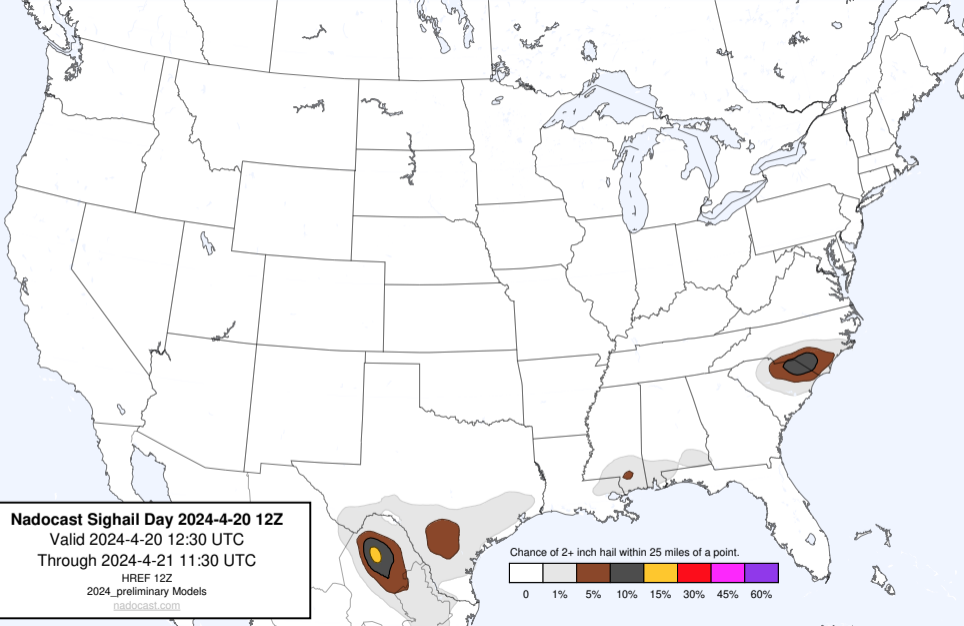 Nadocast Sighail Day 2024-4-20 12Z
Valid 2024-4-20 12:30 UTC
Through 2024-4-21 11:30 UTC
HREF 12Z
2024_preliminary Models
nadocast.com
Chance of 2+ inch hail within 25 miles of a point.
0 1% 5% 10% 15% 30% 45% 60%